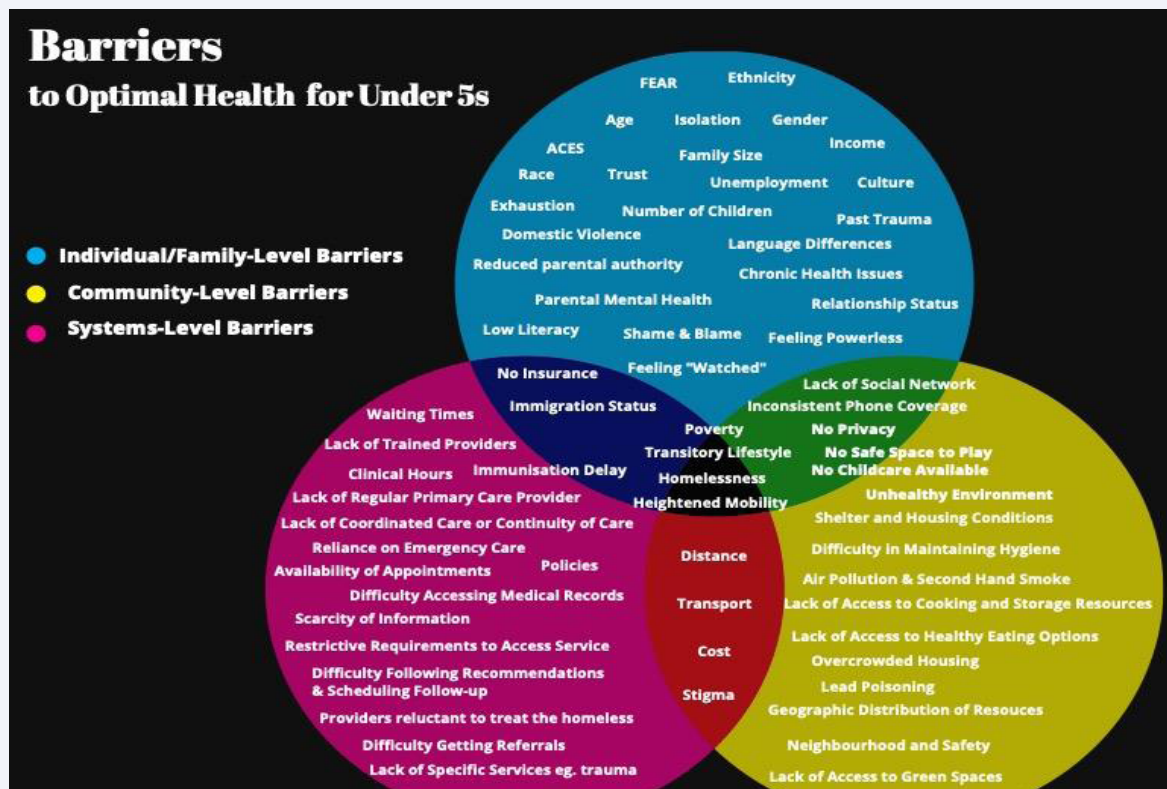 Barriers
to Optimal Health for Under 5s
Individual/Family-Level Barriers
Community-Level Barriers
Systems-Level Barriers
FEAR
Ethnicity
Age
Isolation
Gender
ACES
Family Size
Income
Race
Trust
Unemployment
Culture
Exhaustion
Number of Children
Past Trauma
Domestic Violence
Language Differences
Reduced parental authority
Chronic Health Issues
Parental Mental Health
Relationship Status
Low Literacy
Shame & Blame
Feeling Powerless
Feeling "Watched"
No Insurance
Immigration Status
Immunisation Delay
Poverty
Transitory Lifestyle
Homelessness
Heightened Mobility
Lack of Social Network
Inconsistent Phone Coverage
No Privacy
No Safe Space to Play
No Childcare Available
Waiting Times
Lack of Trained Providers
Clinical Hours
Lack of Regular Primary Care Provider
Lack of Coordinated Care or Continuity of Care
Reliance on Emergency Care
Policies
Availability of Appointments
Difficulty Accessing Medical Records
Scarcity of Information
Restrictive Requirements to Access Service
Difficulty Following Recommendations
& Scheduling Follow-up
Providers reluctant to treat the homeless
Difficulty Getting Referrals
Lack of Specific Services eg. trauma
Distance
Transport
Cost
Stigma
Unhealthy Environment
Shelter and Housing Conditions
Difficulty in Maintaining Hygiene
Air Pollution & Second Hand Smoke
Lack of Access to Cooking and Storage Resources
Lack of Access to Healthy Eating Options
Overcrowded Housing
Lead Poisoning
Geographic Distribution of Resouces
Neighbourhood and Safety
Lack of Access to Green Spaces